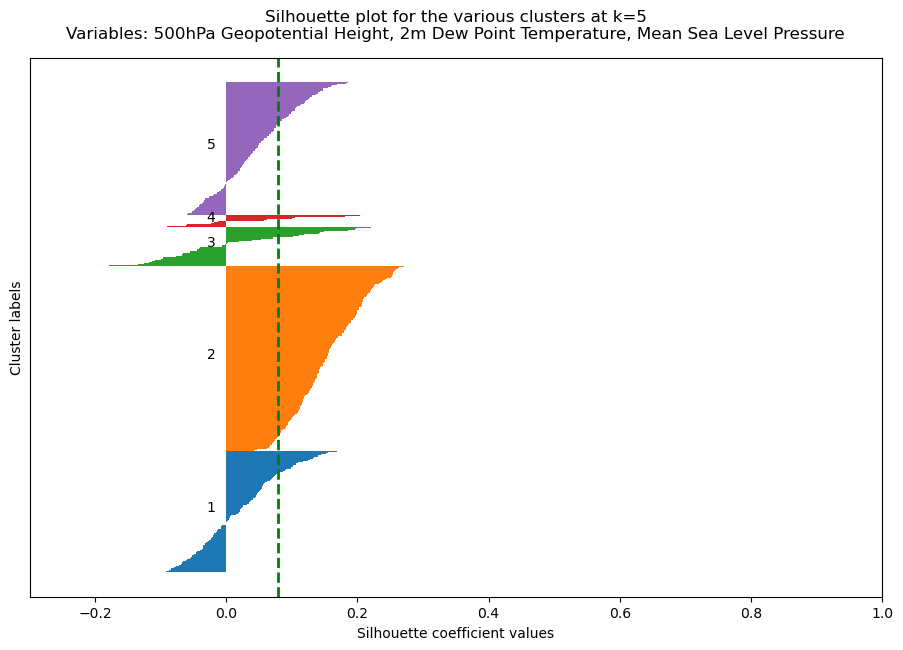 Silhouette plot for the various clusters at k=5
Variables: 500hPa Geopotential Height, 2m Dew Point Temperature, Mean Sea Level Pressure
Cluster labels
5
4
3
2
1
−0.2 0.0 0.2 0.4 0.6 0.8 1.0
Silhouette coefficient values